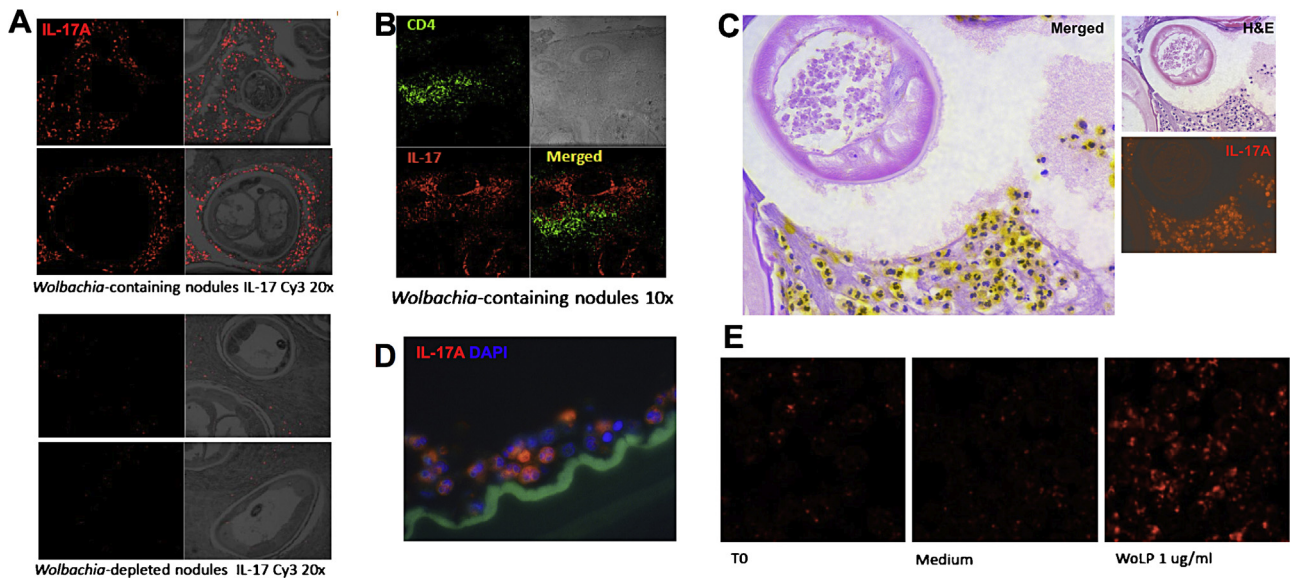 A
IL-17A
Wolbachia-containing nodules IL-17 Cy3 20x
Wolbachia-depleted nodules IL-17 Cy3 20x
B
CD4
IL-17
Merged
Wolbachia-containing nodules 10x
C
Merged
H&E
IL-17A
D
IL-17A DAPI
E
T0
Medium
WoLP 1 ug/ml